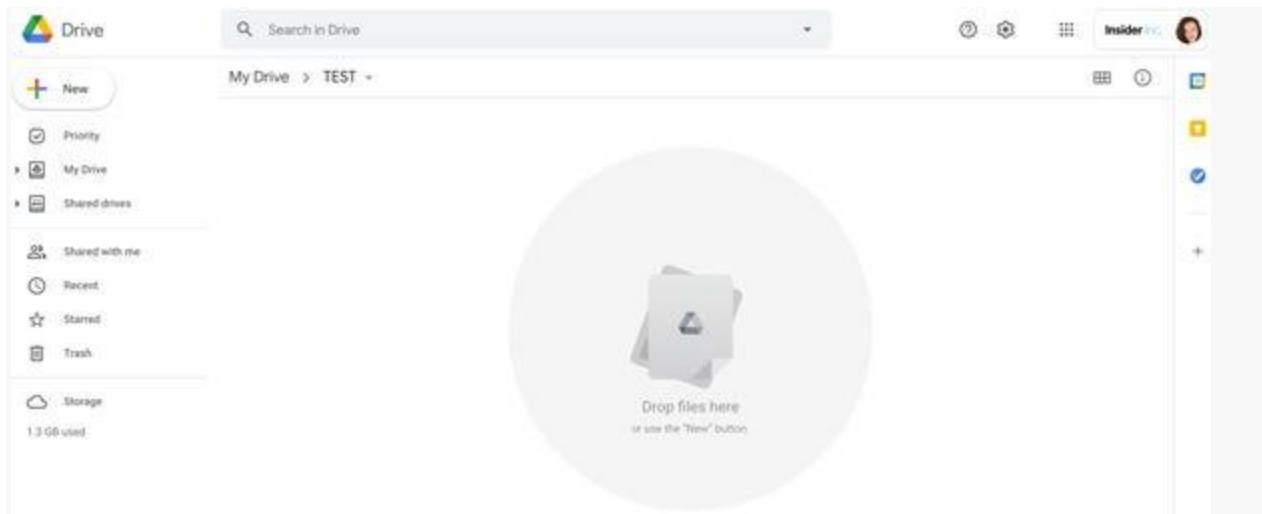 Drive
Search in Drive
Insider Inc.
New
My Drive > TEST
Priority
My Drive
Shared drives
Shared with me
Recent
Starred
Trash
Storage
1.3 GB used
Drop files here
or use the "New" button